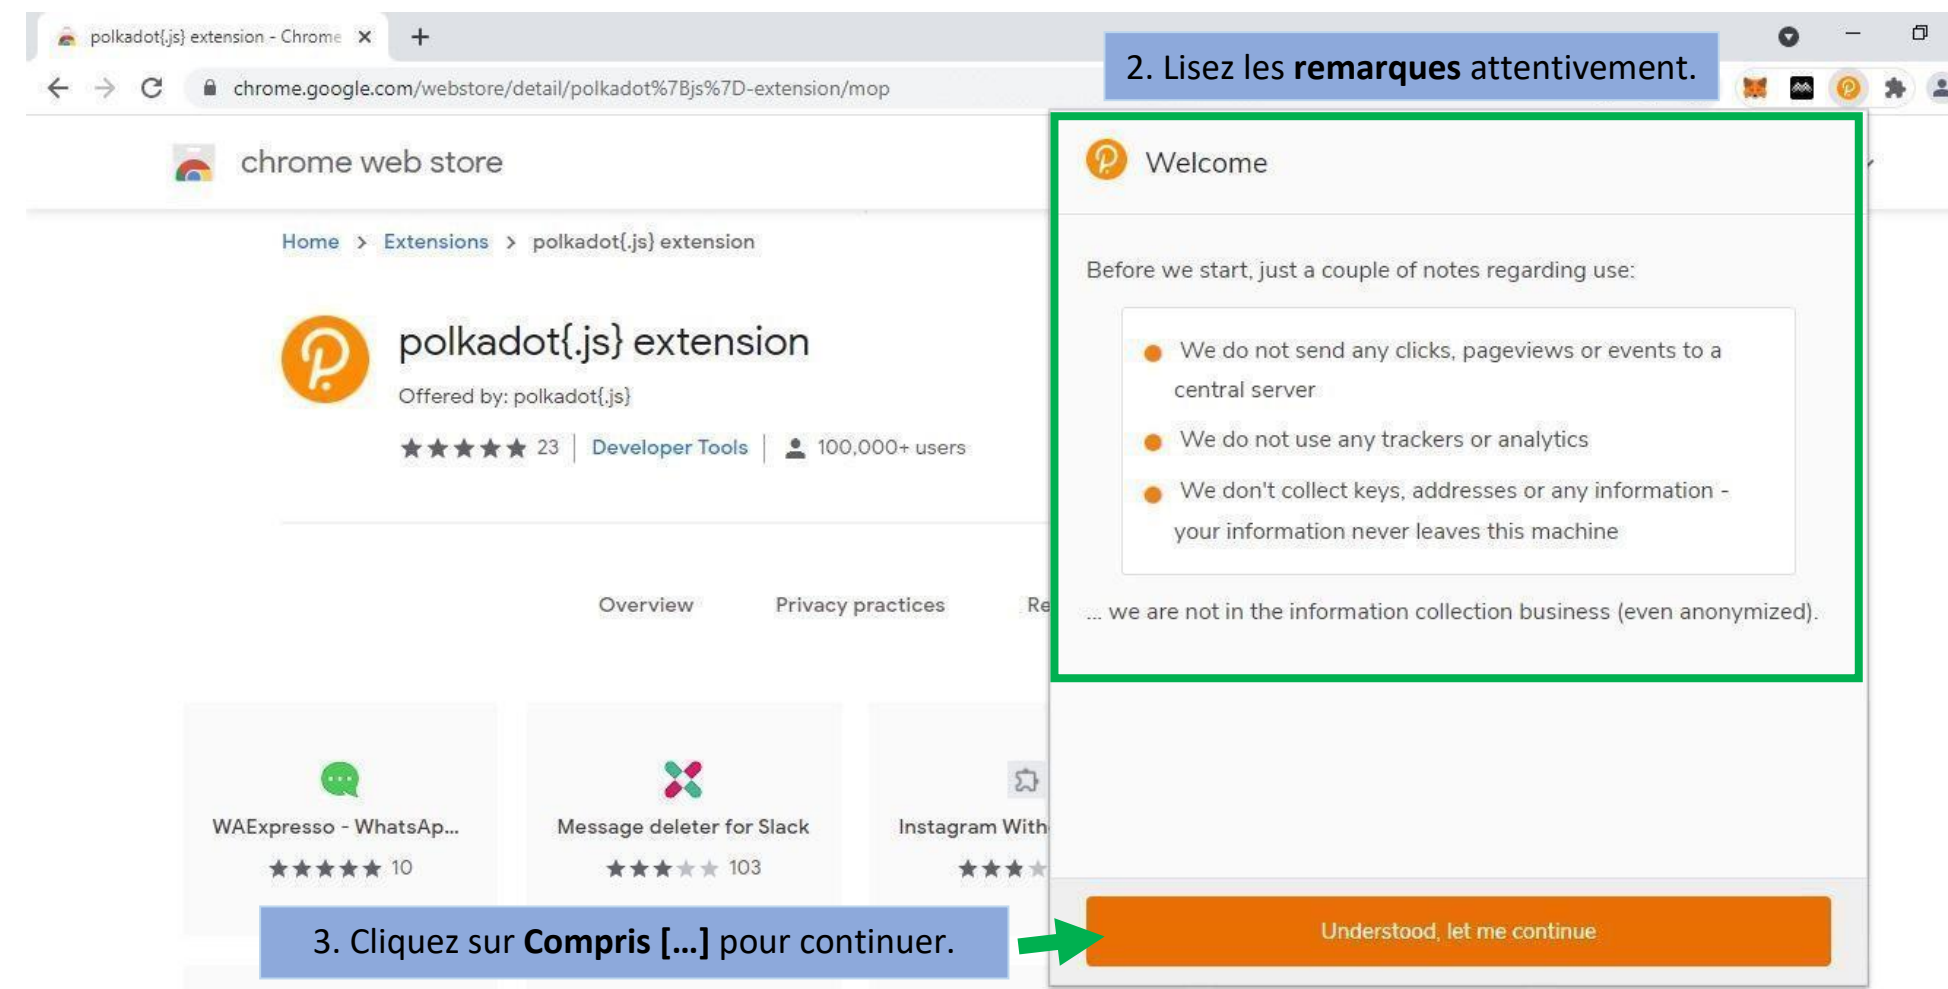 polkadot{.js} extension - Chrome
2. Lisez les remarques attentivement.
chrome.google.com/webstore/detail/polkadot%7Bjs%7D-extension/mop
chrome web store
Welcome
Home > Extensions > polkadot{.js} extension
Before we start, just a couple of notes regarding use:
polkadot{.js} extension
Offered by: polkadot{.js}
23 | Developer Tools | 100,000+ users
We do not send any clicks, pageviews or events to a
central server
We do not use any trackers or analytics
We don't collect keys, addresses or any information -
your information never leaves this machine
Overview Privacy practices Re
... we are not in the information collection business (even anonymized).
WAExpresso - WhatsAp...
10
Message deleter for Slack
103
Instagram With
3. Cliquez sur Compris [...] pour continuer.
Understood, let me continue